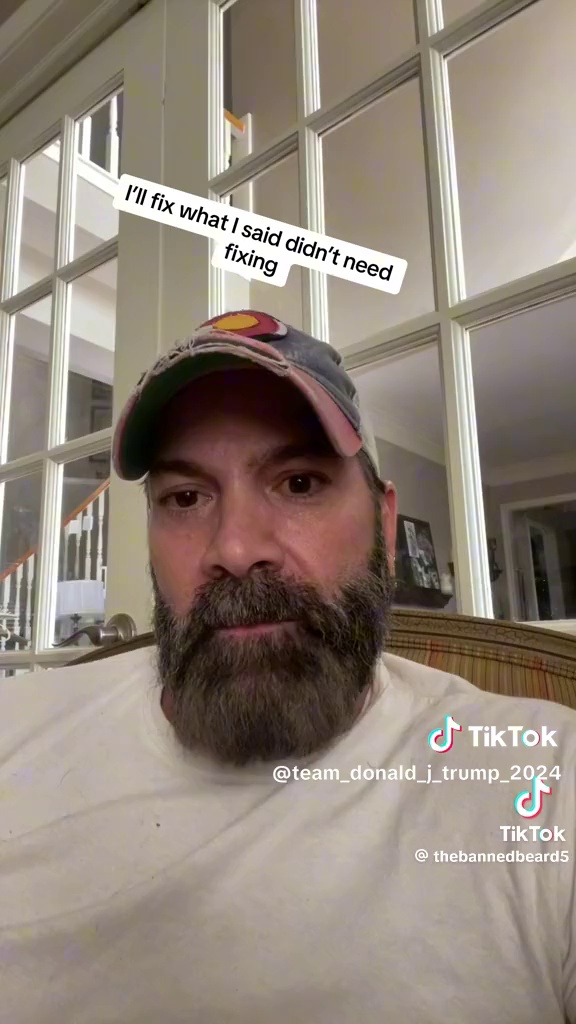 I'll fix what I said didn't need
fixing
TikTok
@team_donald_j_trump_2024
TikTok
@ thebannedbeard5